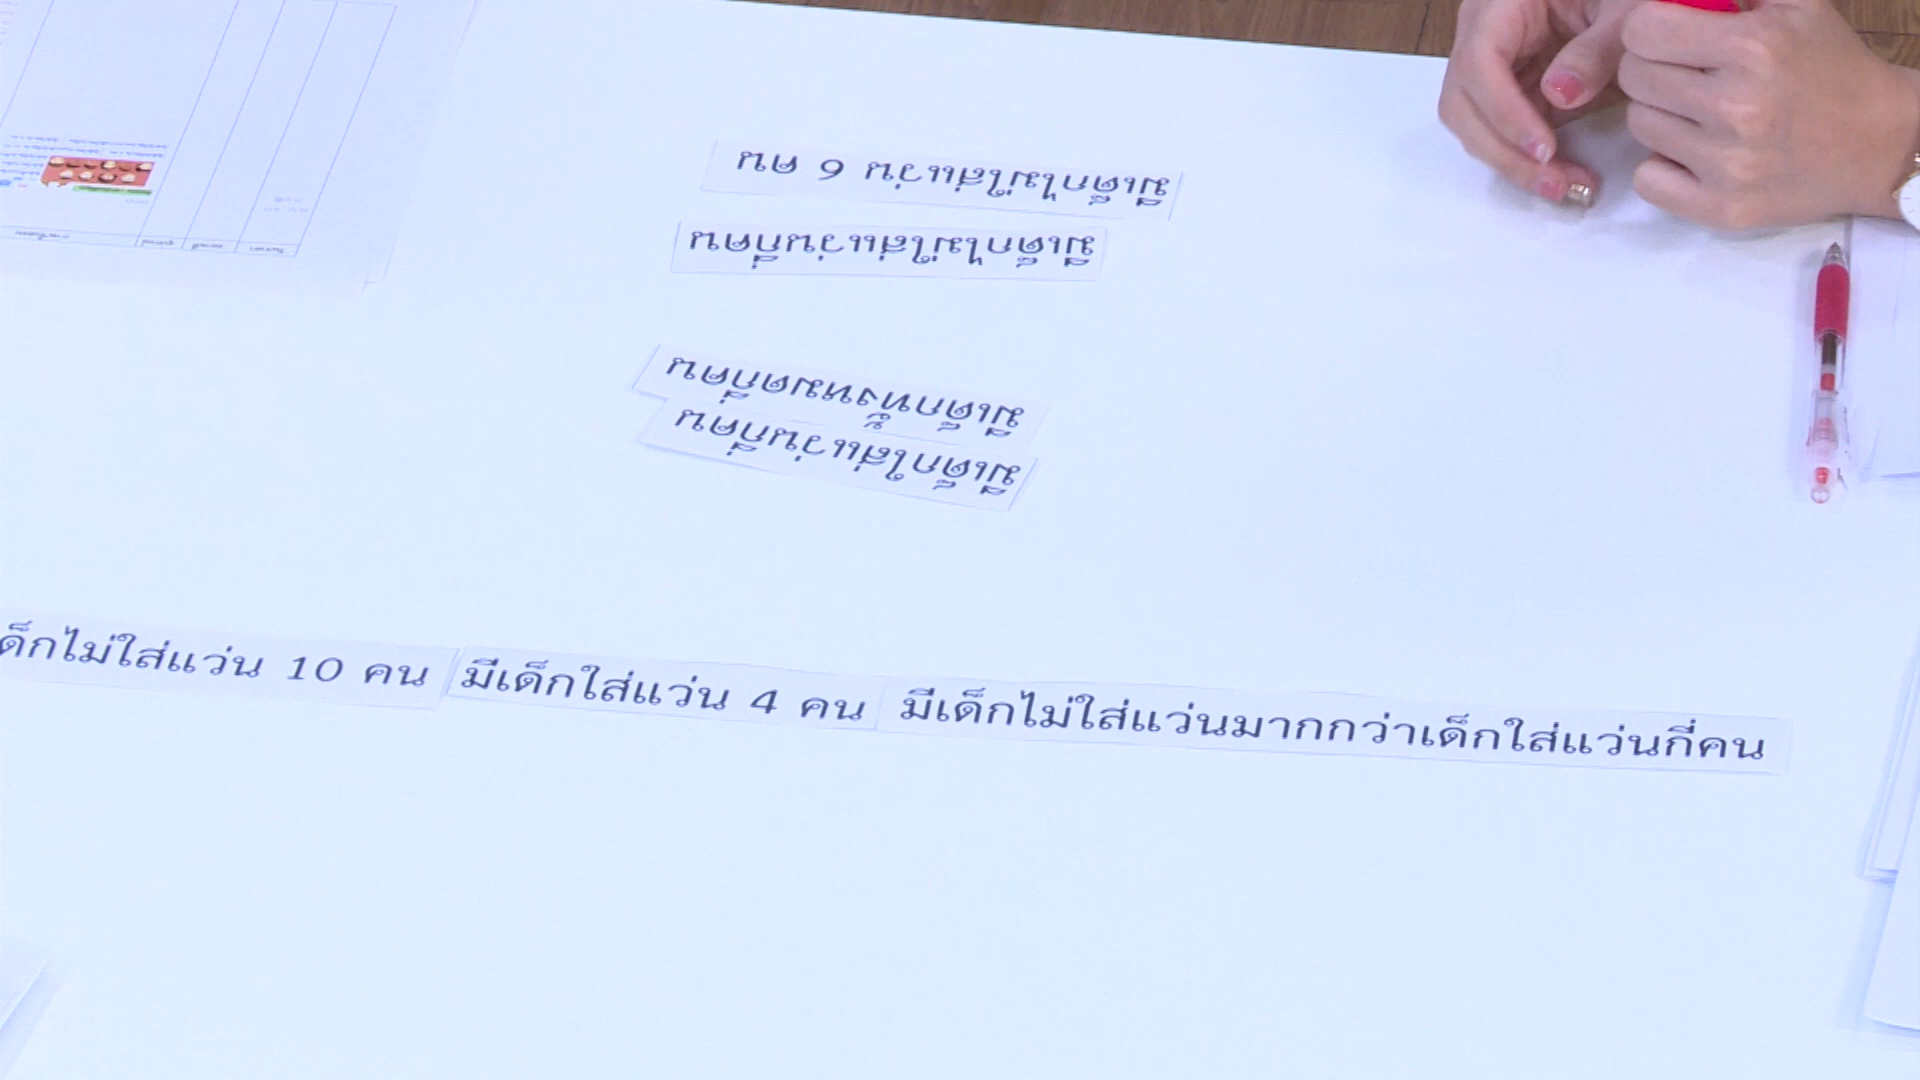 มีเด็กไม่ใส่แว่น 6 คน
มีเด็กไม่ใส่แว่นกี่คน
มีเด็กทั้งหมดกี่คน
มีเด็กใส่แว่นกี่คน
ด็กไม่ใส่แว่น 10 คน มีเด็กใส่แว่น 4 คน มีเด็กไม่ใส่แว่นมากกว่าเด็กใส่แว่นกี่คน